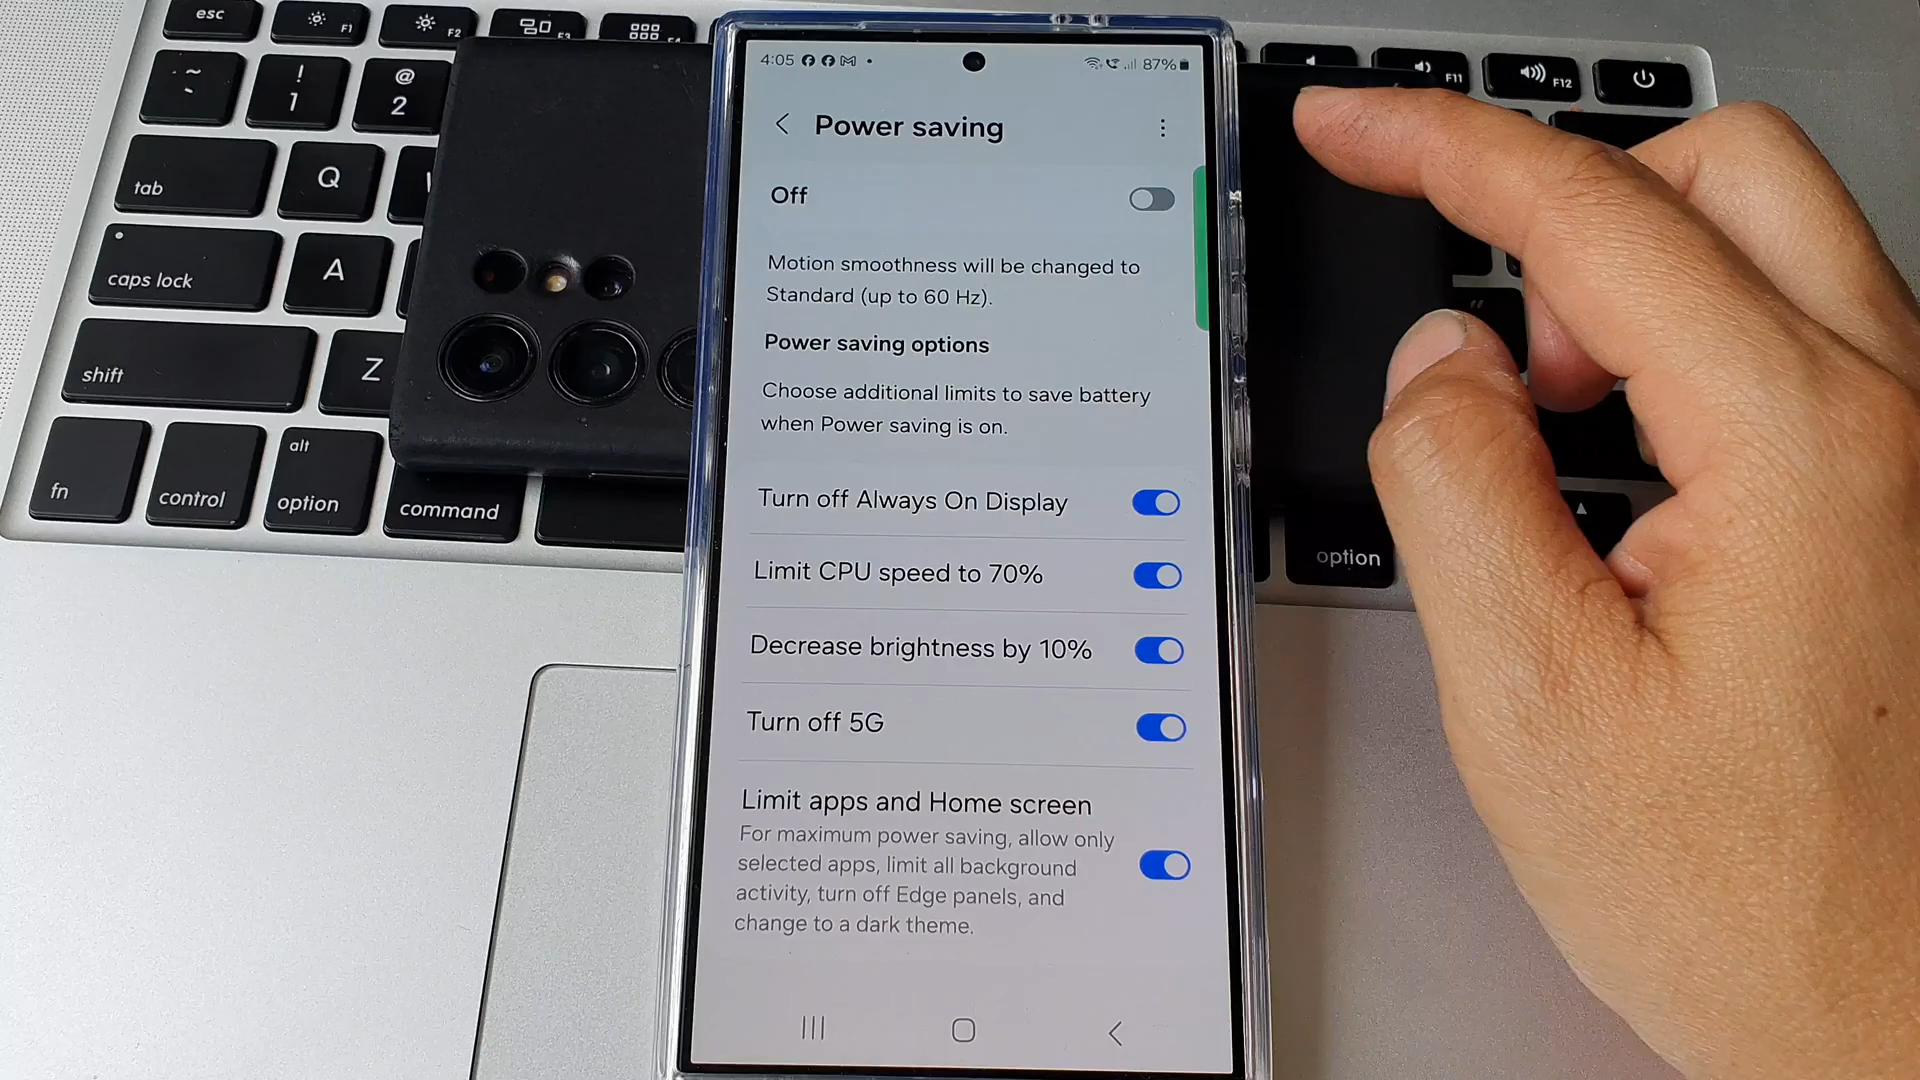 esc
F1
F2
F3
F4
F11
F12
~
!
1
@
2
tab
Q
caps lock
A
shift
Z
fn
control
alt
option
command
option
4:05
87%
Power saving
Off
Motion smoothness will be changed to
Standard (up to 60 Hz).
Power saving options
Choose additional limits to save battery
when Power saving is on.
Turn off Always On Display
Limit CPU speed to 70%
Decrease brightness by 10%
Turn off 5G
Limit apps and Home screen
For maximum power saving, allow only
selected apps, limit all background
activity, turn off Edge panels, and
change to a dark theme.